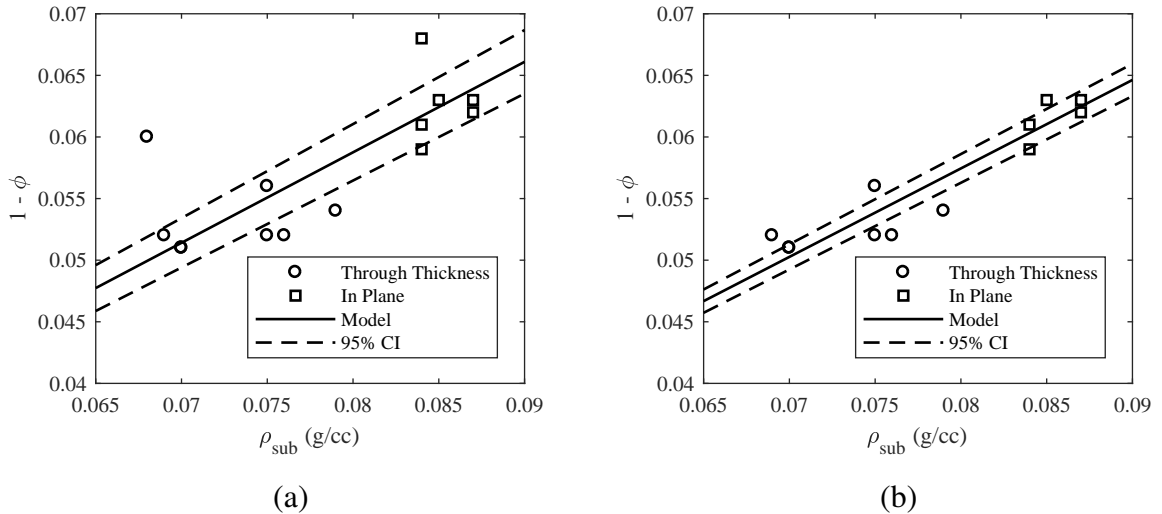 0.07
0.065
0.06
0.055
0.05
0.045
0.04
1 - ϕ
Through Thickness
In Plane
Model
95% CI
0.065 0.07 0.075 0.08 0.085 0.09
ρsub (g/cc)
(a)
0.07
0.065
0.06
0.055
0.05
0.045
0.04
1 - ϕ
Through Thickness
In Plane
Model
95% CI
0.065 0.07 0.075 0.08 0.085 0.09
ρsub (g/cc)
(b)